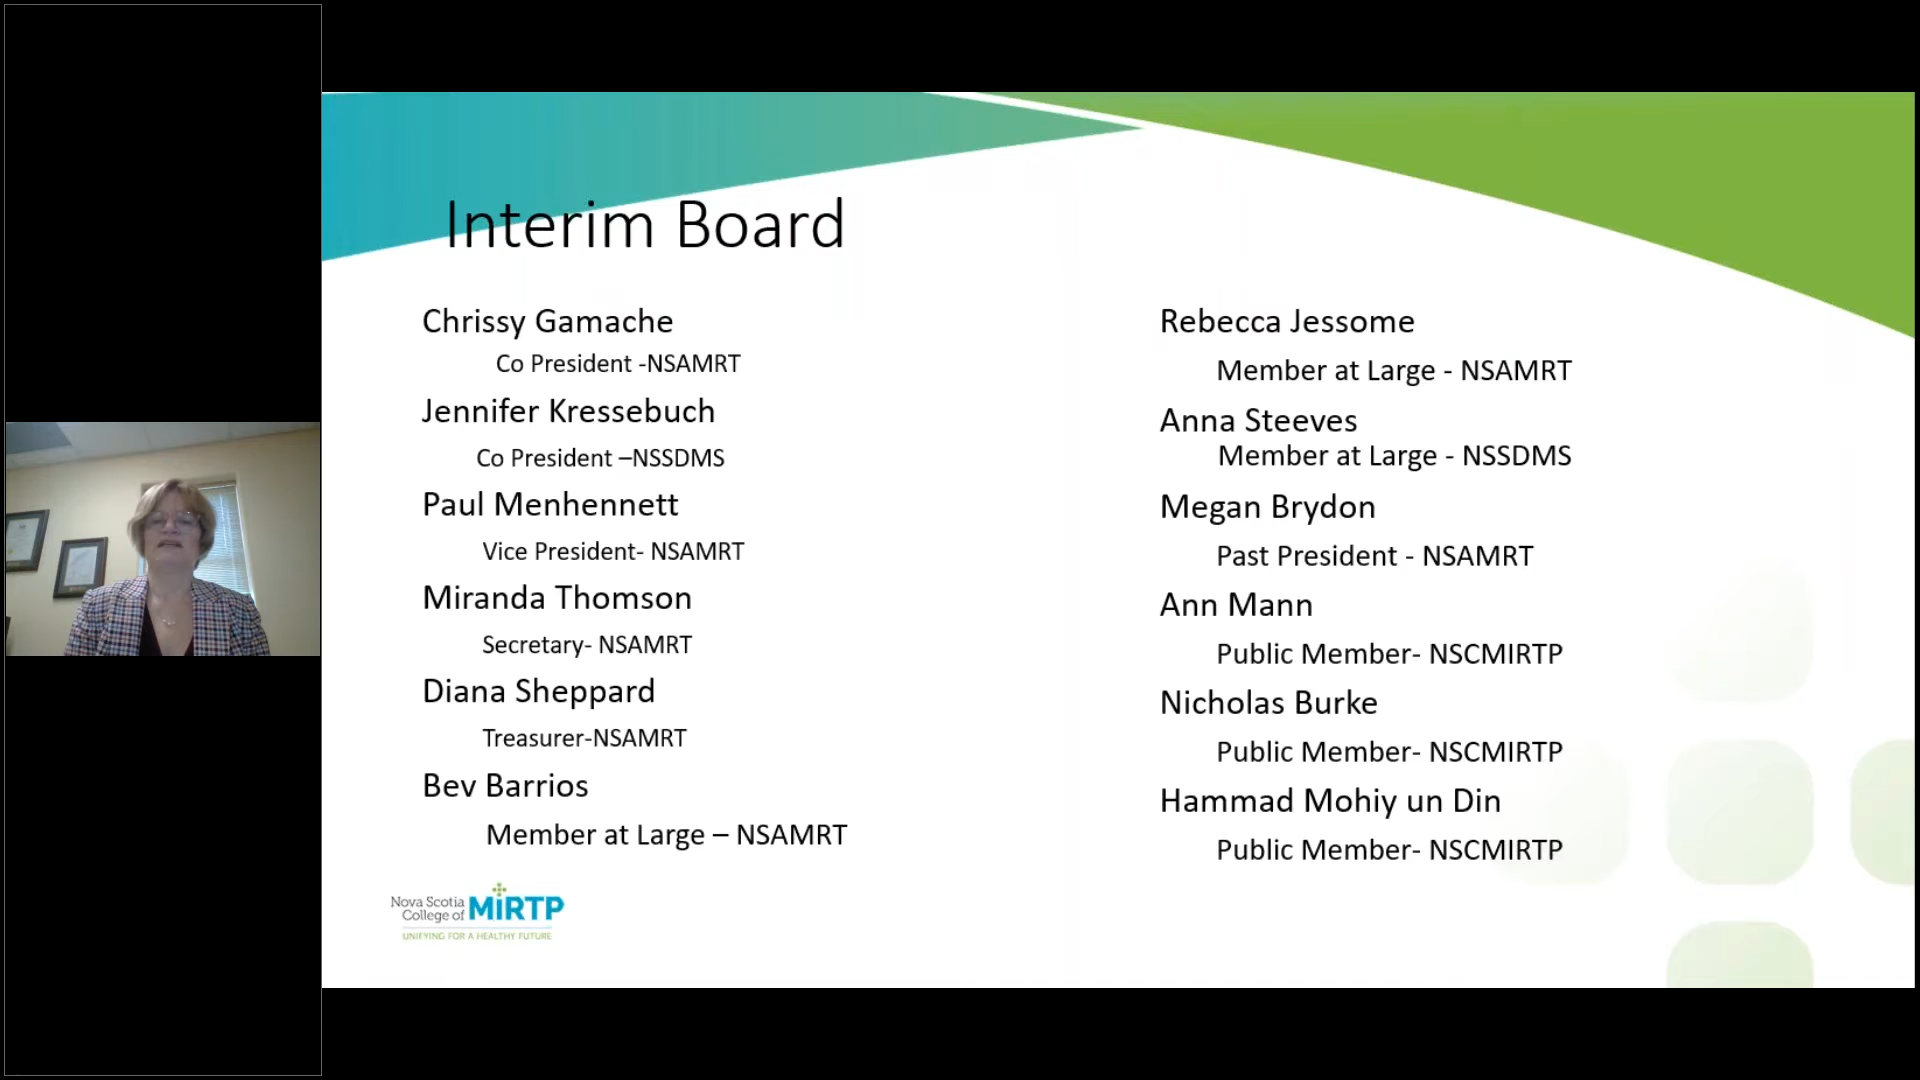 Interim Board
Chrissy Gamache
Co President -NSAMRT
Jennifer Kressebuch
Co President –NSSDMS
Paul Menhennett
Vice President- NSAMRT
Miranda Thomson
Secretary- NSAMRT
Diana Sheppard
Treasurer-NSAMRT
Bev Barrios
Member at Large – NSAMRT
Rebecca Jessome
Member at Large - NSAMRT
Anna Steeves
Member at Large - NSSDMS
Megan Brydon
Past President - NSAMRT
Ann Mann
Public Member- NSCMIRTP
Nicholas Burke
Public Member- NSCMIRTP
Hammad Mohiy un Din
Public Member- NSCMIRTP
Nova Scotia
College of MiRTP
UNIFYING FOR A HEALTHY FUTURE